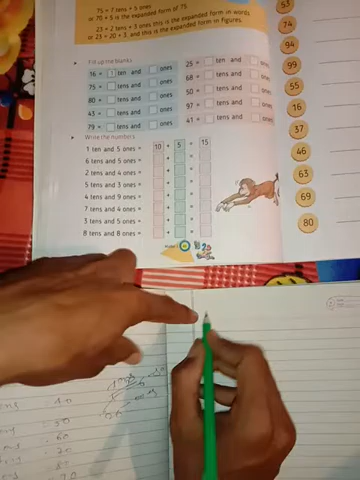 75 = 7 tens + 5 ones
or 70 + 5 is the expanded form of 75
23 = 2 tens + 3 ones this is the expanded form in words
or 23 = 20 + 3, and this is the expanded form in figures.
Fill up the blanks
16 = 1 ten and ones
75 = tens and ones
80 = tens and ones
43 = tens and ones
79 = tens and ones
25 = ten and ones
68 = tens and ones
50 = tens and ones
97 = tens and ones
41 = tens and ones
Write the numbers
1 ten and 5 ones = 10 + 5 = 15
6 tens and 5 ones = + =
2 tens and 4 ones = + =
5 tens and 3 ones = + =
4 tens and 9 ones = + =
7 tens and 4 ones = + =
3 tens and 5 ones = + =
8 tens and 8 ones = + =
53
74
94
99
55
16
37
46
63
69
80